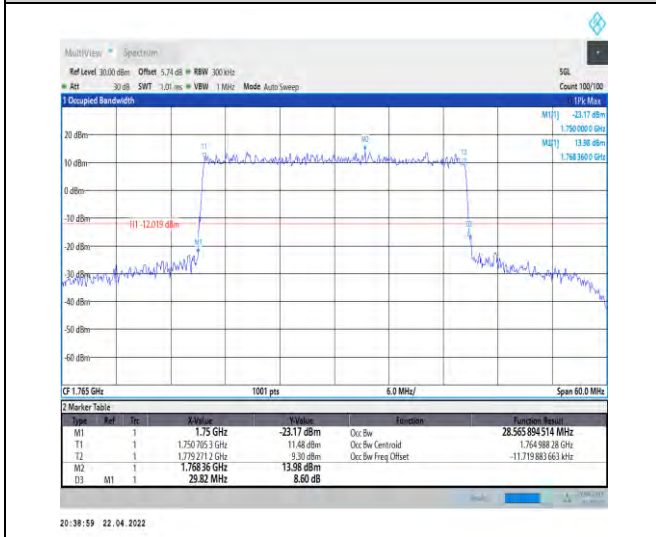 MultiView Spectrum
Ref Level 30.00 dBm Offset 5.74 dB RBW 300 kHz SGL
Att 30 dB SWT 1.01 ms VBW 1 MHz Mode Auto Sweep Count 100/100
1 Occupied Bandwidth 1Pk Max
M1[1] -23.17 dBm
1.750 000 0 GHz
M2[1] 13.98 dBm
1.768 360 0 GHz
20 dBm
M2
T1
T2
10 dBm
0 dBm
-10 dBm
H1 -12.019 dBm
M1
-20 dBm
-30 dBm
-40 dBm
-50 dBm
-60 dBm
CF 1.765 GHz 1001 pts 6.0 MHz/ Span 60.0 MHz
2 Marker Table
Type Ref Trc X-Value Y-Value Function Function Result
M1 1 1.75 GHz -23.17 dBm Occ Bw 28.565 894 514 MHz
T1 1 1.750 705 3 GHz 11.48 dBm Occ Bw Centroid 1.764 988 28 GHz
T2 1 1.779 271 2 GHz 9.30 dBm Occ Bw Freq Offset -11.719 883 663 kHz
M2 1 1.768 36 GHz 13.98 dBm
D3 M1 1 29.82 MHz 8.60 dB
20:38:59 22.04.2022